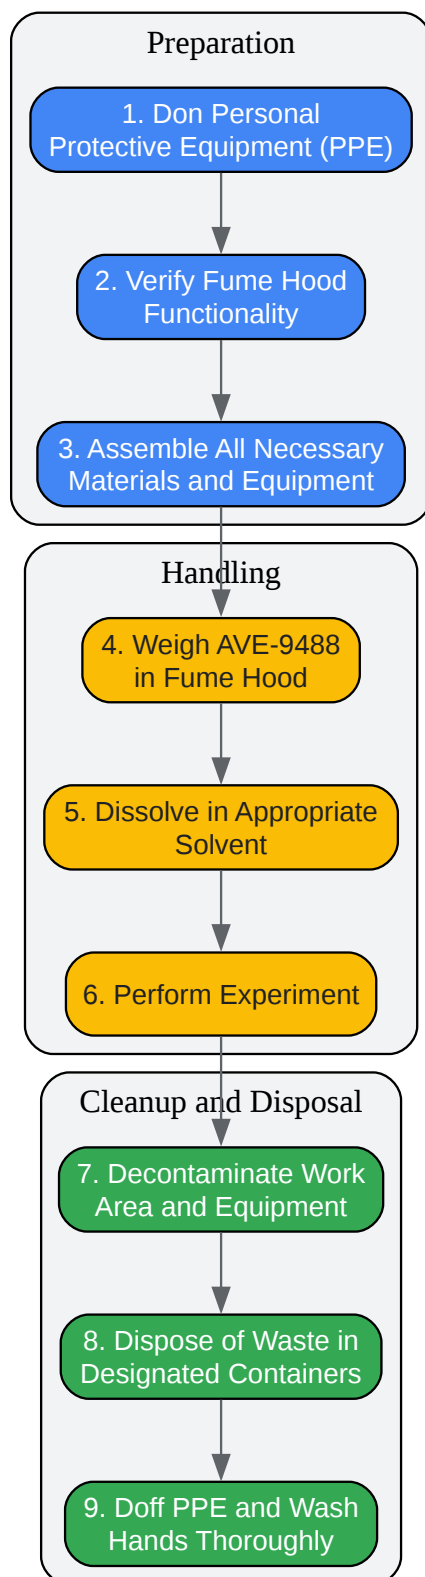 Preparation
1. Don Personal
Protective Equipment (PPE)
2. Verify Fume Hood
Functionality
3. Assemble All Necessary
Materials and Equipment
Handling
4. Weigh AVE-9488
in Fume Hood
5. Dissolve in Appropriate
Solvent
6. Perform Experiment
Cleanup and Disposal
7. Decontaminate Work
Area and Equipment
8. Dispose of Waste in
Designated Containers
9. Doff PPE and Wash
Hands Thoroughly